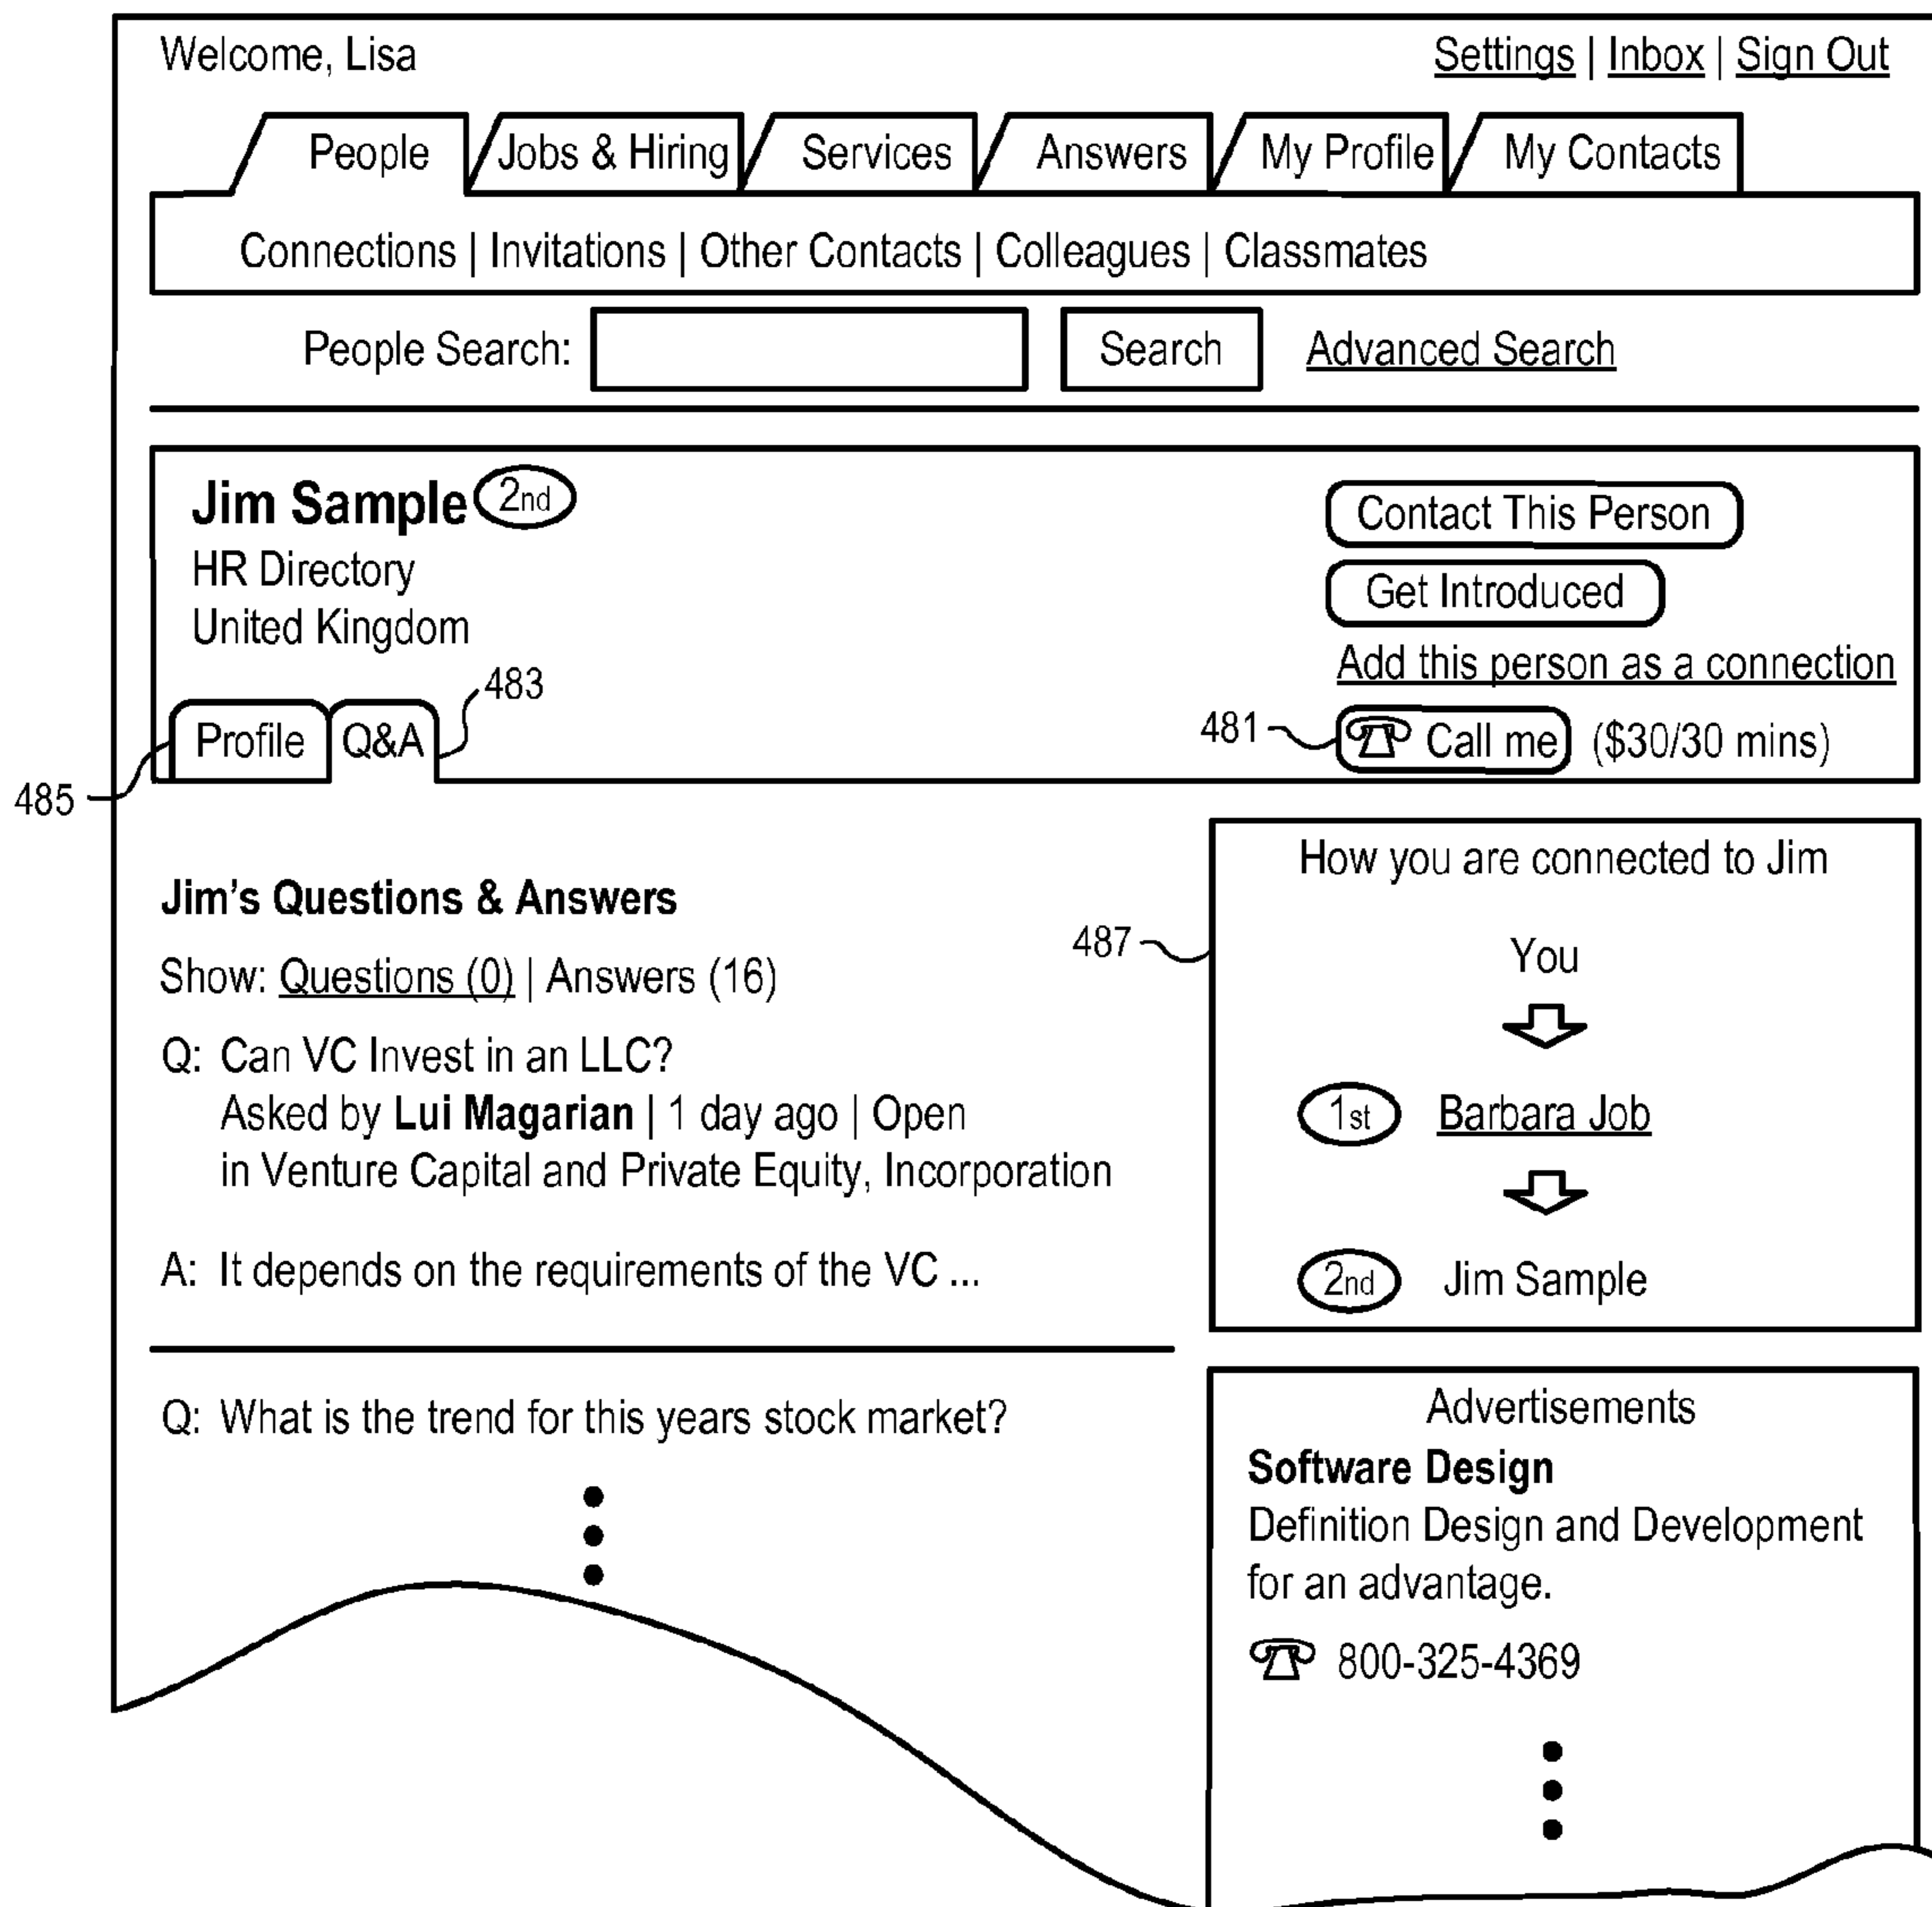 Welcome, Lisa
Settings | Inbox | Sign Out
People
Jobs & Hiring
Services
Answers
My Profile
My Contacts
Connections | Invitations | Other Contacts | Colleagues | Classmates
People Search:
Search
Advanced Search
Jim Sample 2nd
HR Directory
United Kingdom
Contact This Person
Get Introduced
Add this person as a connection
481
Call me ($30/30 mins)
483
Profile
Q&A
485
Jim's Questions & Answers
Show: Questions (0) | Answers (16)
Q: Can VC Invest in an LLC?
Asked by Lui Magarian | 1 day ago | Open
in Venture Capital and Private Equity, Incorporation
A: It depends on the requirements of the VC ...
Q: What is the trend for this years stock market?
487
How you are connected to Jim
You
1st Barbara Job
2nd Jim Sample
Advertisements
Software Design
Definition Design and Development
for an advantage.
800-325-4369